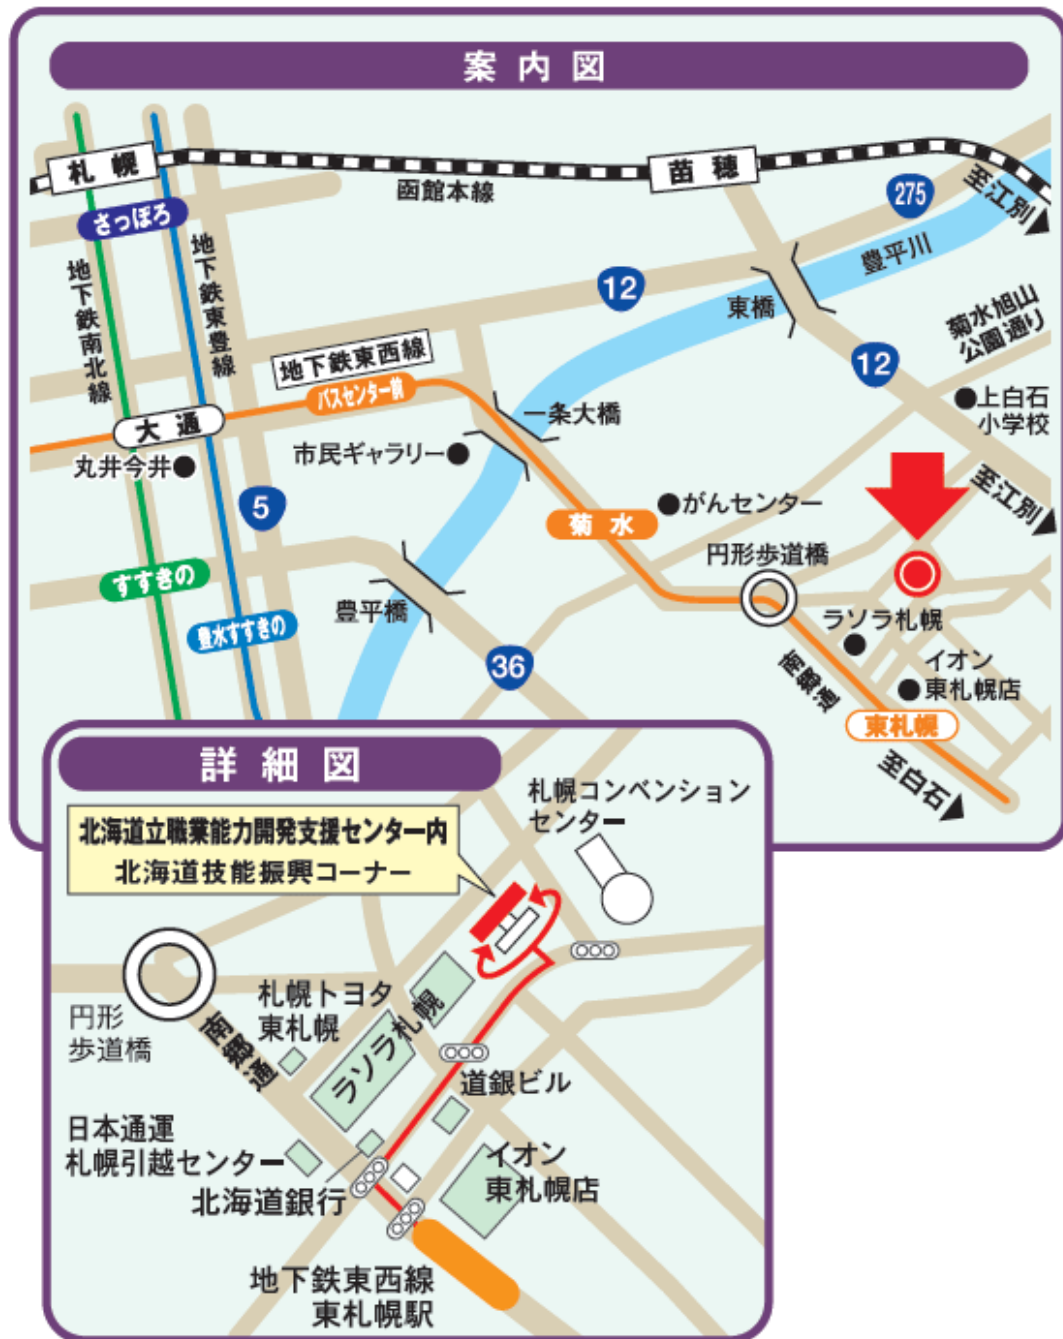 案内図
札幌
苗穂
函館本線
275
至江別
さっぽろ
地下鉄南北線
地下鉄東豊線
豊平川
12
東橋
菊水旭山
公園通り
地下鉄東西線
バスセンター前
12
上白石
小学校
大通
一条大橋
丸井今井
市民ギャラリー
5
至江別
菊水
がんセンター
円形歩道橋
すすきの
豊平橋
ラソラ札幌
豊水すすきの
36
イオン
東札幌店
南郷通
東札幌
至白石
詳細図
札幌コンベンション
センター
北海道立職業能力開発支援センター内
北海道技能振興コーナー
円形
歩道橋
南郷通
札幌トヨタ
東札幌
ラソラ札幌
道銀ビル
日本通運
札幌引越センター
北海道銀行
イオン
東札幌店
地下鉄東西線
東札幌駅